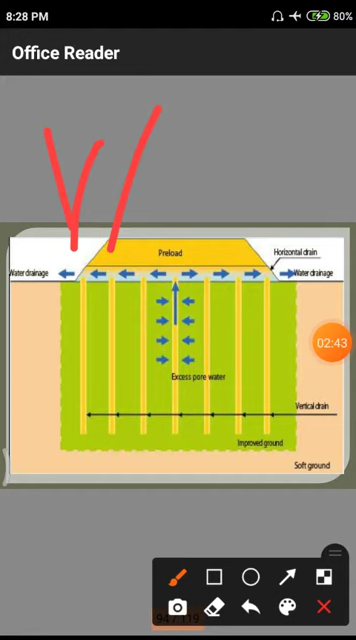 8:28 PM
80%
Office Reader
Preload
Horizontal drain
Water drainage
Water drainage
02:43
Excess pore water
Vertical drain
Improved ground
Soft ground